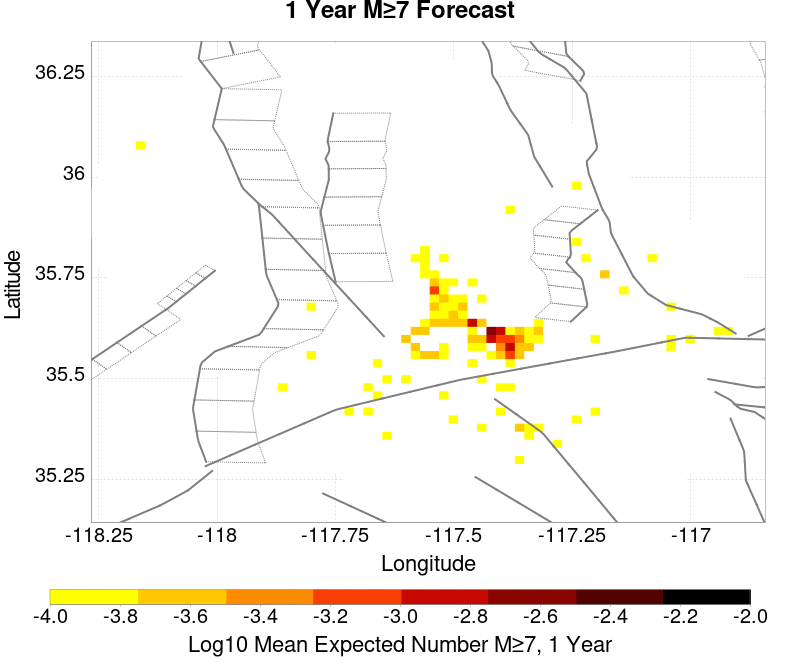 1 Year M≥7 Forecast
36.25
36
35.75
35.5
35.25
Latitude
-118.25 -118 -117.75 -117.5 -117.25 -117
Longitude
-4.0 -3.8 -3.6 -3.4 -3.2 -3.0 -2.8 -2.6 -2.4 -2.2 -2.0
Log10 Mean Expected Number M≥7, 1 Year